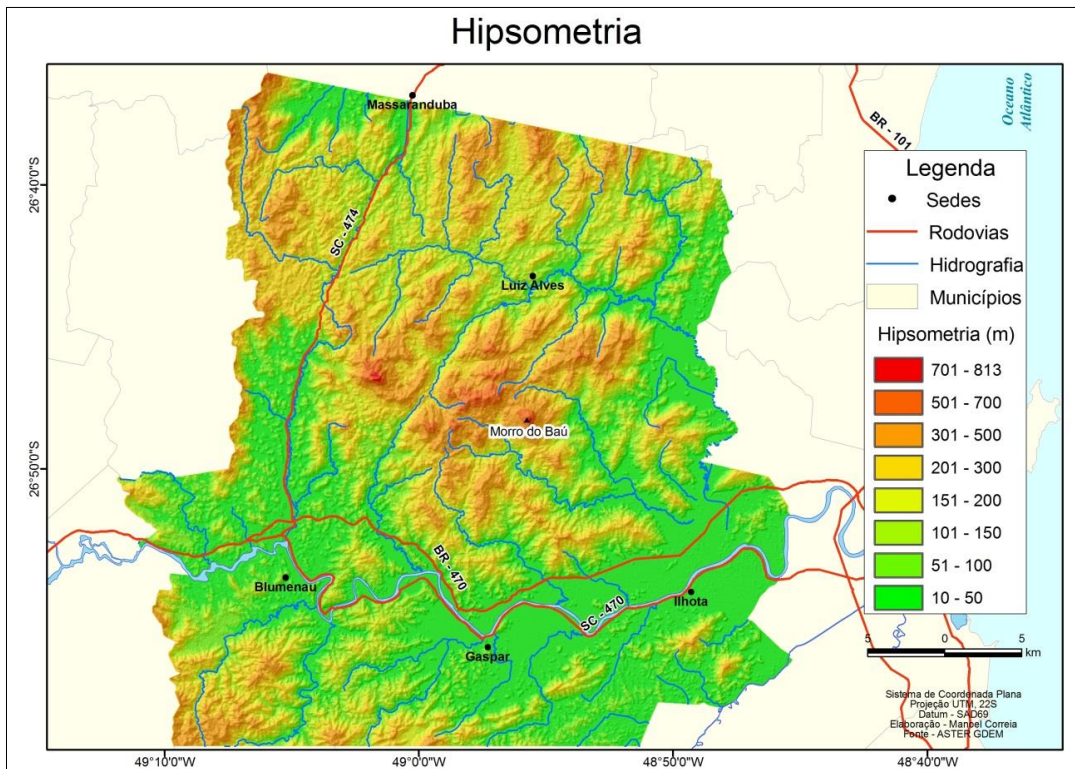 Hipsometria
Massaranduba
Oceano
Atlântico
BR - 101
26°40'0"S
SC - 474
Luiz Alves
Morro do Baú
26°50'0"S
BR - 470
Blumenau
Gaspar
SC - 470
Ilhota
Legenda
Sedes
Rodovias
Hidrografia
Municípios
Hipsometria (m)
701 - 813
501 - 700
301 - 500
201 - 300
151 - 200
101 - 150
51 - 100
10 - 50
5 0 5
km
Sistema de Coordenada Plana
Projeção UTM, 22S
Datum - SAD69
Elaboração - Manoel Correia
Fonte - ASTER GDEM
49°10'0"W 49°0'0"W 48°50'0"W 48°40'0"W